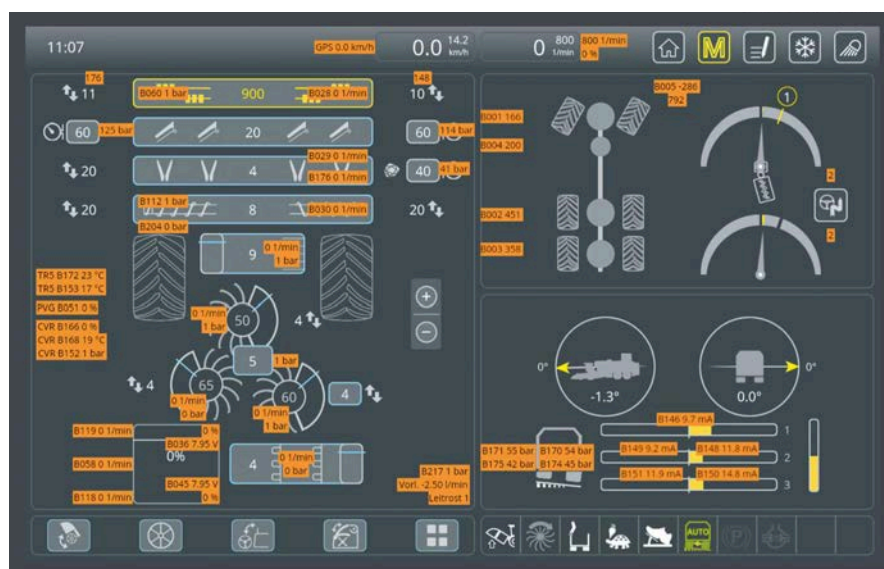 11:07
GPS 0.0 km/h
0.0 14.2 km/h
0 800 1/min
800 1/min
0 %
M
176
11
B060 1 bar
900
B028 0 1/min
148
10
60
125 bar
20
60
114 bar
20
4
B029 0 1/min
B176 0 1/min
40
41 bar
20
B112 1 bar
B204 0 bar
8
B030 0 1/min
20
9
0 1/min
1 bar
TR5 B172 23 °C
TR5 B153 17 °C
PVG B051 0 %
CVR B166 0 %
CVR B168 19 °C
CVR B152 1 bar
0 1/min
1 bar
50
4
5
1 bar
4
65
0 1/min
0 bar
60
0 1/min
1 bar
4
B119 0 1/min
0 %
B036 7.95 V
0%
B058 0 1/min
B045 7.95 V
B118 0 1/min
0 %
4
0 1/min
0 bar
B217 1 bar
Vorl. -2.50 l/min
Leitrost 1
B001 166
B004 200
B002 451
B003 358
B005 -286
792
1
2
2
0°
-1.3°
0.0°
0°
B171 55 bar
B170 54 bar
B175 42 bar
B174 45 bar
B146 9.7 mA
1
B149 9.2 mA
B148 11.8 mA
2
B151 11.9 mA
B150 14.8 mA
3
AUTO
P